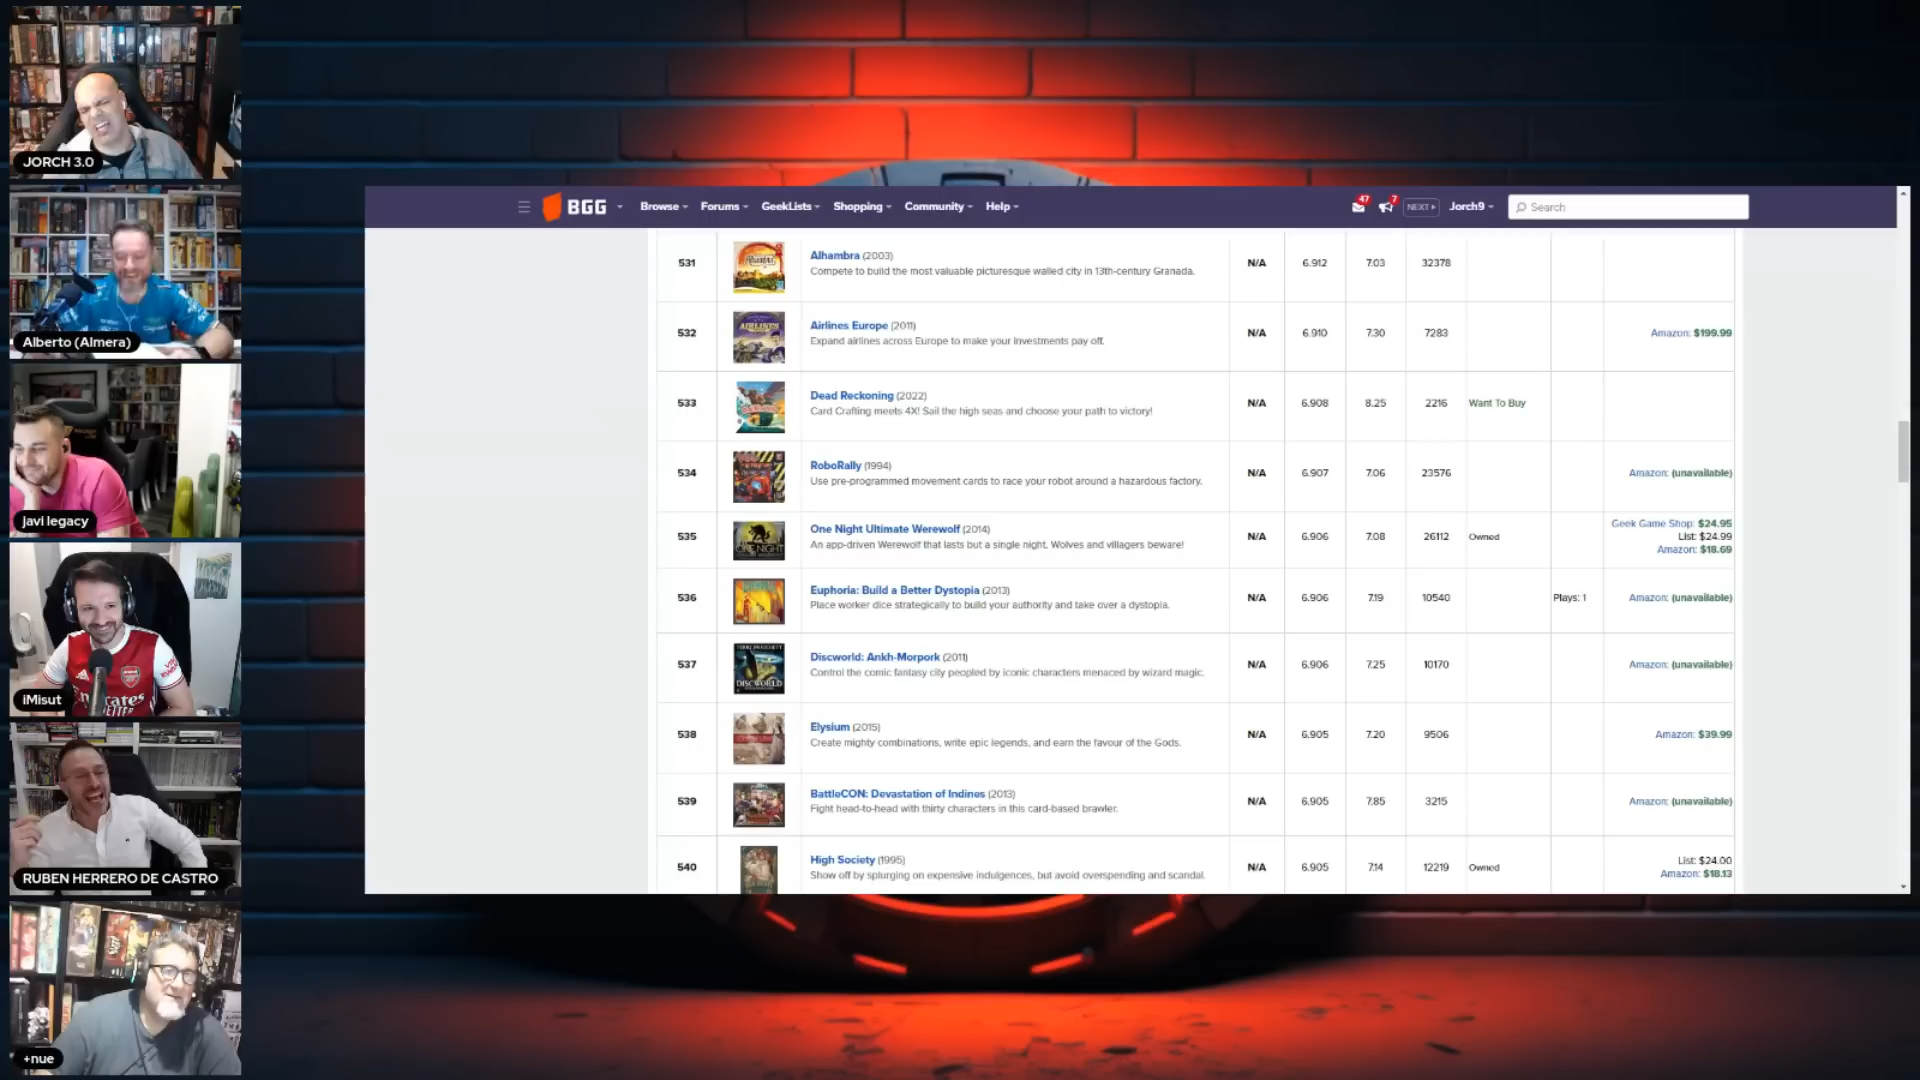 JORCH 3.0
Alberto (Almera)
javi legacy
iMisut
RUBEN HERRERO DE CASTRO
+nue
BGG Browse Forums GeekLists Shopping Community Help 47 7 NEXT Jorch9 Search
531 Alhambra (2003) N/A 6.912 7.03 32378
Compete to build the most valuable picturesque walled city in 13th-century Granada.
532 Airlines Europe (2011) N/A 6.910 7.30 7283 Amazon: $199.99
Expand airlines across Europe to make your investments pay off.
533 Dead Reckoning (2022) N/A 6.908 8.25 2216 Want To Buy
Card Crafting meets 4X! Sail the high seas and choose your path to victory!
534 RoboRally (1994) N/A 6.907 7.06 23576 Amazon: (unavailable)
Use pre-programmed movement cards to race your robot around a hazardous factory.
535 One Night Ultimate Werewolf (2014) N/A 6.906 7.08 26112 Owned Geek Game Shop: $24.95
An app-driven Werewolf that lasts but a single night. Wolves and villagers beware! List: $24.99
Amazon: $18.69
536 Euphoria: Build a Better Dystopia (2013) N/A 6.906 7.19 10540 Plays: 1 Amazon: (unavailable)
Place worker dice strategically to build your authority and take over a dystopia.
537 Discworld: Ankh-Morpork (2011) N/A 6.906 7.25 10170 Amazon: (unavailable)
Control the comic fantasy city peopled by iconic characters menaced by wizard magic.
538 Elysium (2015) N/A 6.905 7.20 9506 Amazon: $39.99
Create mighty combinations, write epic legends, and earn the favour of the Gods.
539 BattleCON: Devastation of Indines (2013) N/A 6.905 7.85 3215 Amazon: (unavailable)
Fight head-to-head with thirty characters in this card-based brawler.
540 High Society (1995) N/A 6.905 7.14 12219 Owned List: $24.00
Show off by splurging on expensive indulgences, but avoid overspending and scandal. Amazon: $18.13